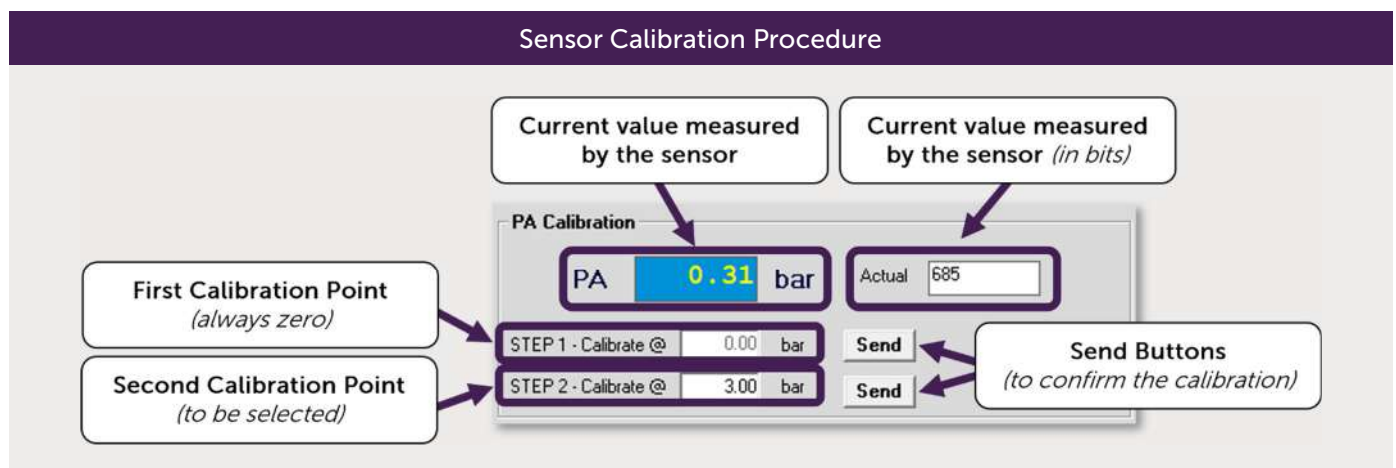 Sensor Calibration Procedure
Current value measured
by the sensor
Current value measured
by the sensor (in bits)
PA Calibration
PA 0.31 bar
Actual 685
First Calibration Point
(always zero)
STEP 1 - Calibrate @ 0.00 bar Send
Second Calibration Point
(to be selected)
STEP 2 - Calibrate @ 3.00 bar Send
Send Buttons
(to confirm the calibration)